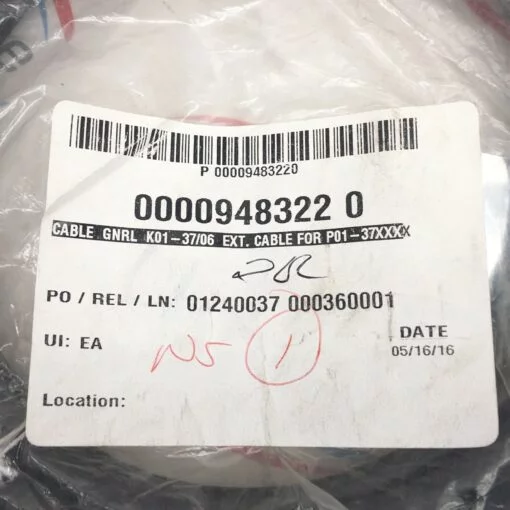 P 00009483220
0000948322 0
CABLE GNRL K01-37/06 EXT. CABLE FOR P01-37XXXX
PO / REL / LN: 01240037 000360001
UI: EA
NS 1
DATE
05/16/16
Location: